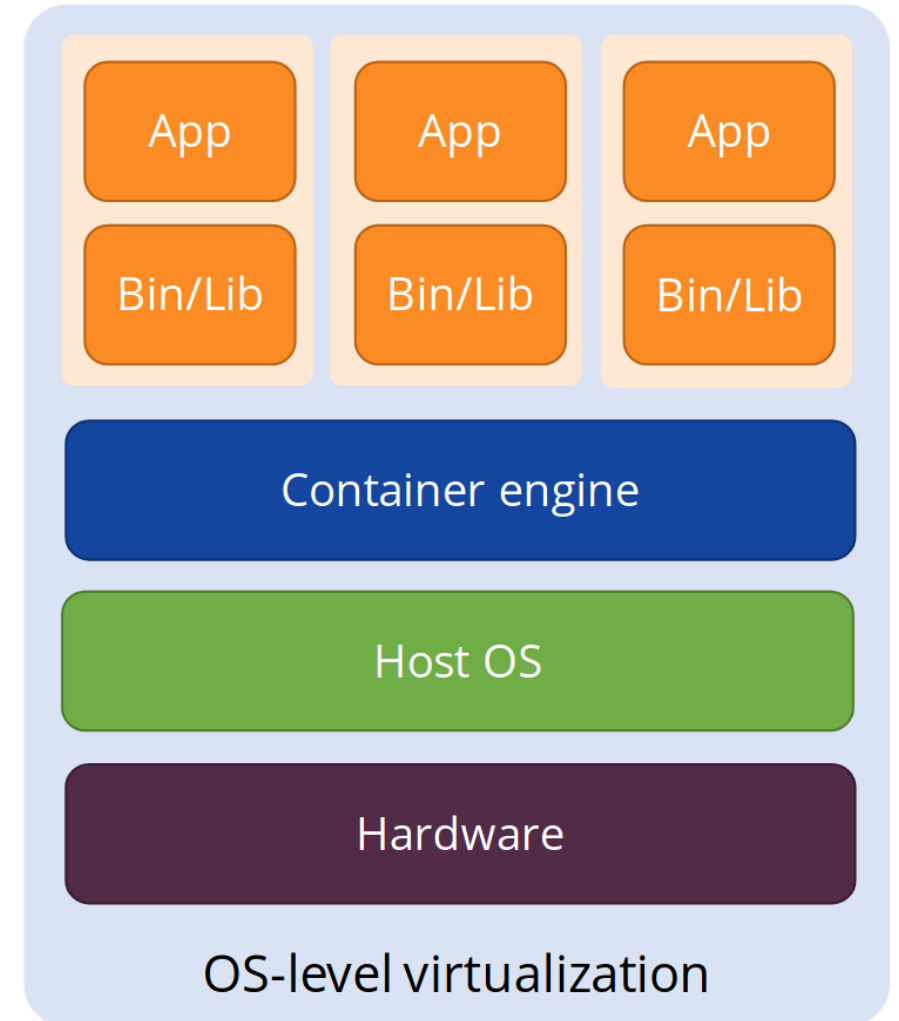 App
App
App
Bin/Lib
Bin/Lib
Bin/Lib
Container engine
Host OS
Hardware
OS-level virtualization